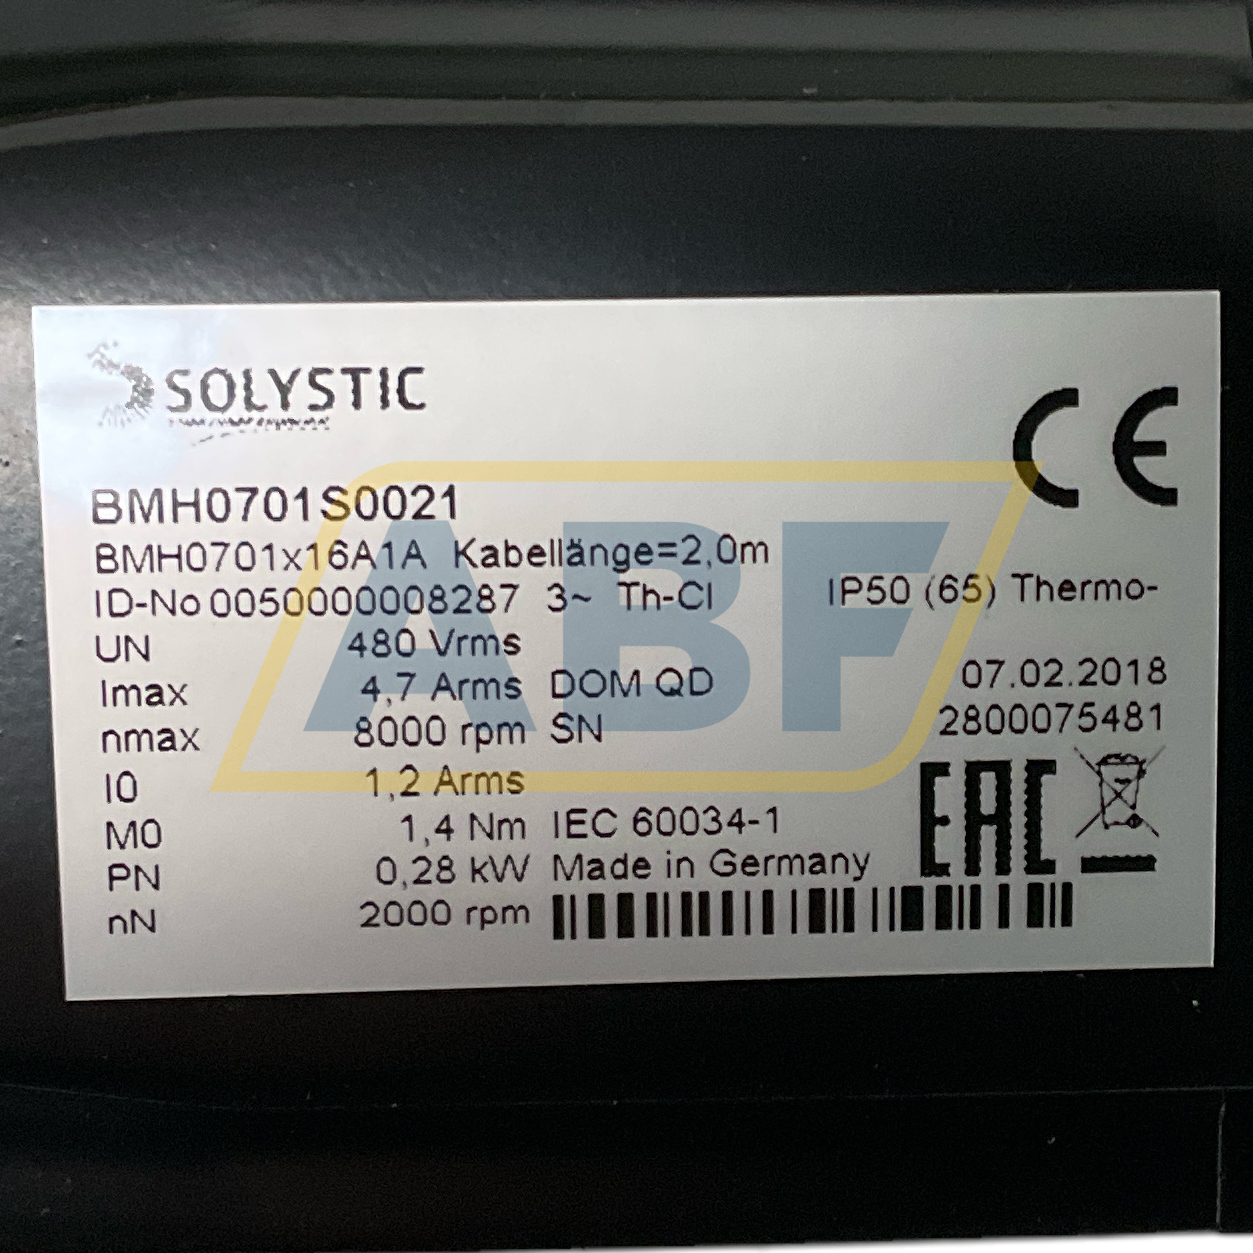 SOLYSTIC
CE
BMH0701S0021
BMH0701x16A1A Kabellänge=2,0m
ID-No 0050000008287 3~ Th-Cl IP50 (65) Thermo-
UN 480 Vrms
Imax 4,7 Arms DOM QD 07.02.2018
nmax 8000 rpm SN 2800075481
I0 1,2 Arms
M0 1,4 Nm IEC 60034-1
PN 0,28 kW Made in Germany
nN 2000 rpm
EAC
ABF